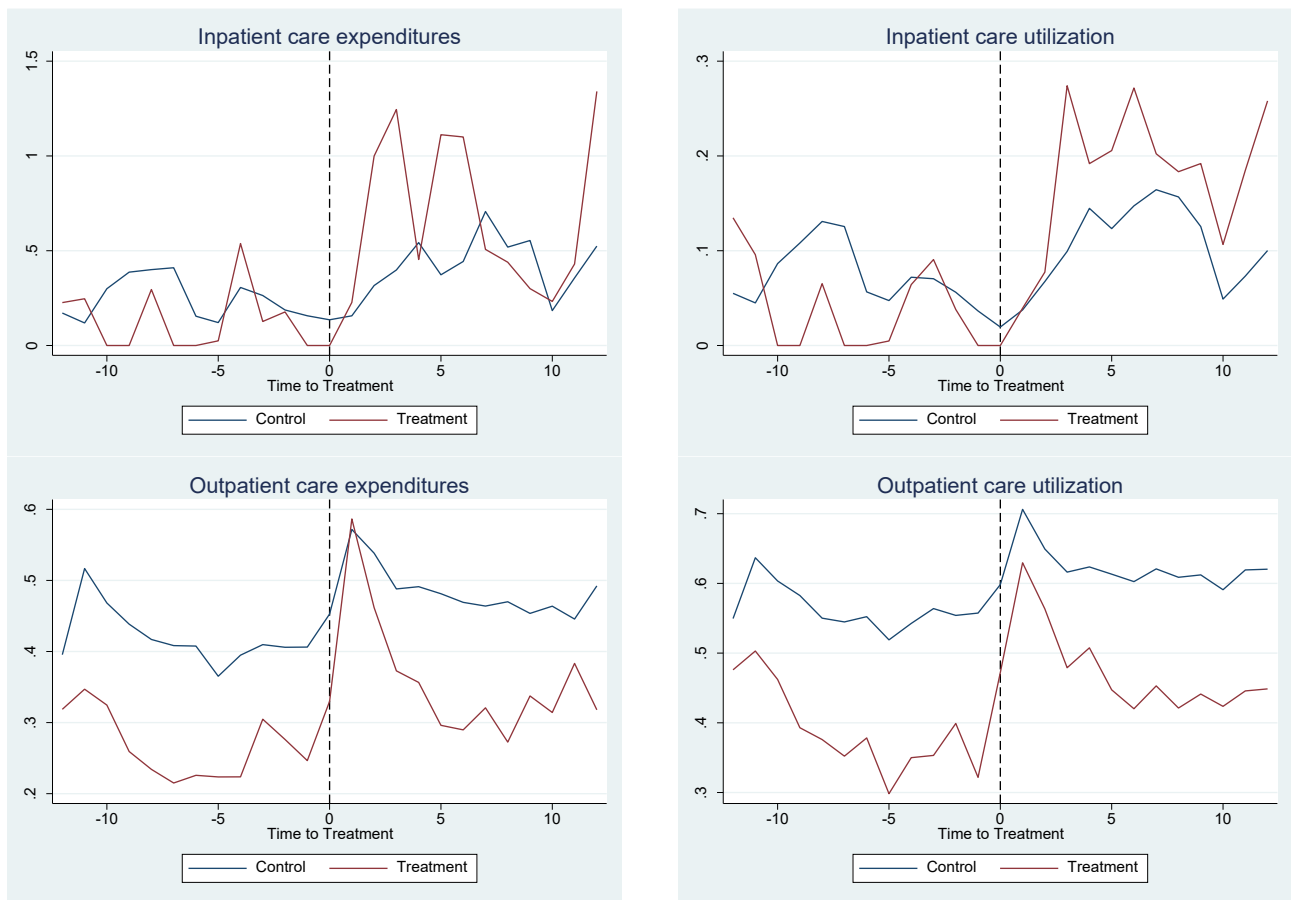 Inpatient care expenditures
1.5
1
.5
0
-10 -5 0 5 10
Time to Treatment
Control Treatment
Inpatient care utilization
.3
.2
.1
0
-10 -5 0 5 10
Time to Treatment
Control Treatment
Outpatient care expenditures
.6
.5
.4
.3
.2
-10 -5 0 5 10
Time to Treatment
Control Treatment
Outpatient care utilization
.7
.6
.5
.4
.3
-10 -5 0 5 10
Time to Treatment
Control Treatment